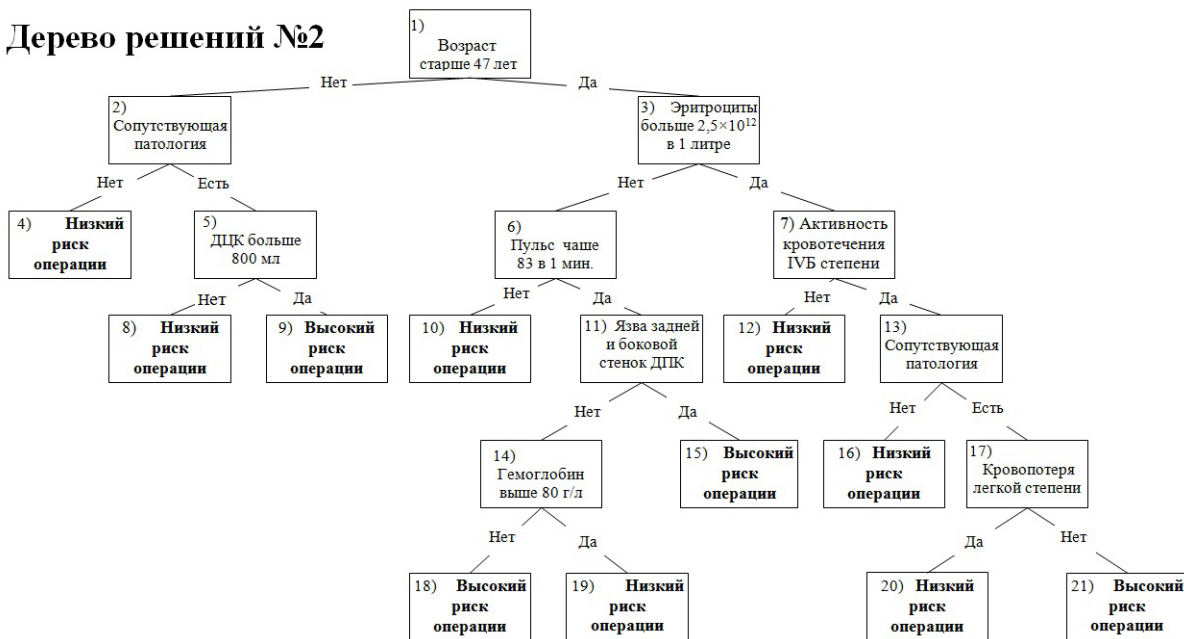 Дерево решений №2
1)
Возраст
старше 47 лет
Нет
Да
2)
Сопутствующая
патология
3) Эритроциты
больше 2,5×10¹²
в 1 литре
Нет
Есть
Нет
Да
4) Низкий
риск
операции
5)
ДЦК больше
800 мл
6)
Пульс чаше
83 в 1 мин.
7) Активность
кровотечения
IVБ степени
Нет
Да
Нет
Да
Нет
Да
8) Низкий
риск
операции
9) Высокий
риск
операции
10) Низкий
риск
операции
11) Язва задней
и боковой
стенок ДПК
12) Низкий
риск
операции
13)
Сопутствующая
патология
Нет
Да
Нет
Есть
14)
Гемоглобин
выше 80 г/л
15) Высокий
риск
операции
16) Низкий
риск
операции
17)
Кровопотеря
легкой степени
Нет
Да
Да
Нет
18) Высокий
риск
операции
19) Низкий
риск
операции
20) Низкий
риск
операции
21) Высокий
риск
операции